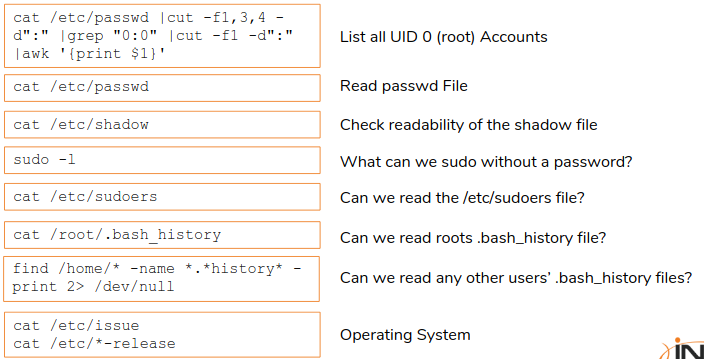 cat /etc/passwd |cut -f1,3,4 -
d":" |grep "0:0" |cut -f1 -d":"
|awk '{print $1}'
List all UID 0 (root) Accounts
cat /etc/passwd
Read passwd File
cat /etc/shadow
Check readability of the shadow file
sudo -l
What can we sudo without a password?
cat /etc/sudoers
Can we read the /etc/sudoers file?
cat /root/.bash_history
Can we read roots .bash_history file?
find /home/* -name *.*history* -
print 2> /dev/null
Can we read any other users’ .bash_history files?
cat /etc/issue
cat /etc/*-release
Operating System
IN